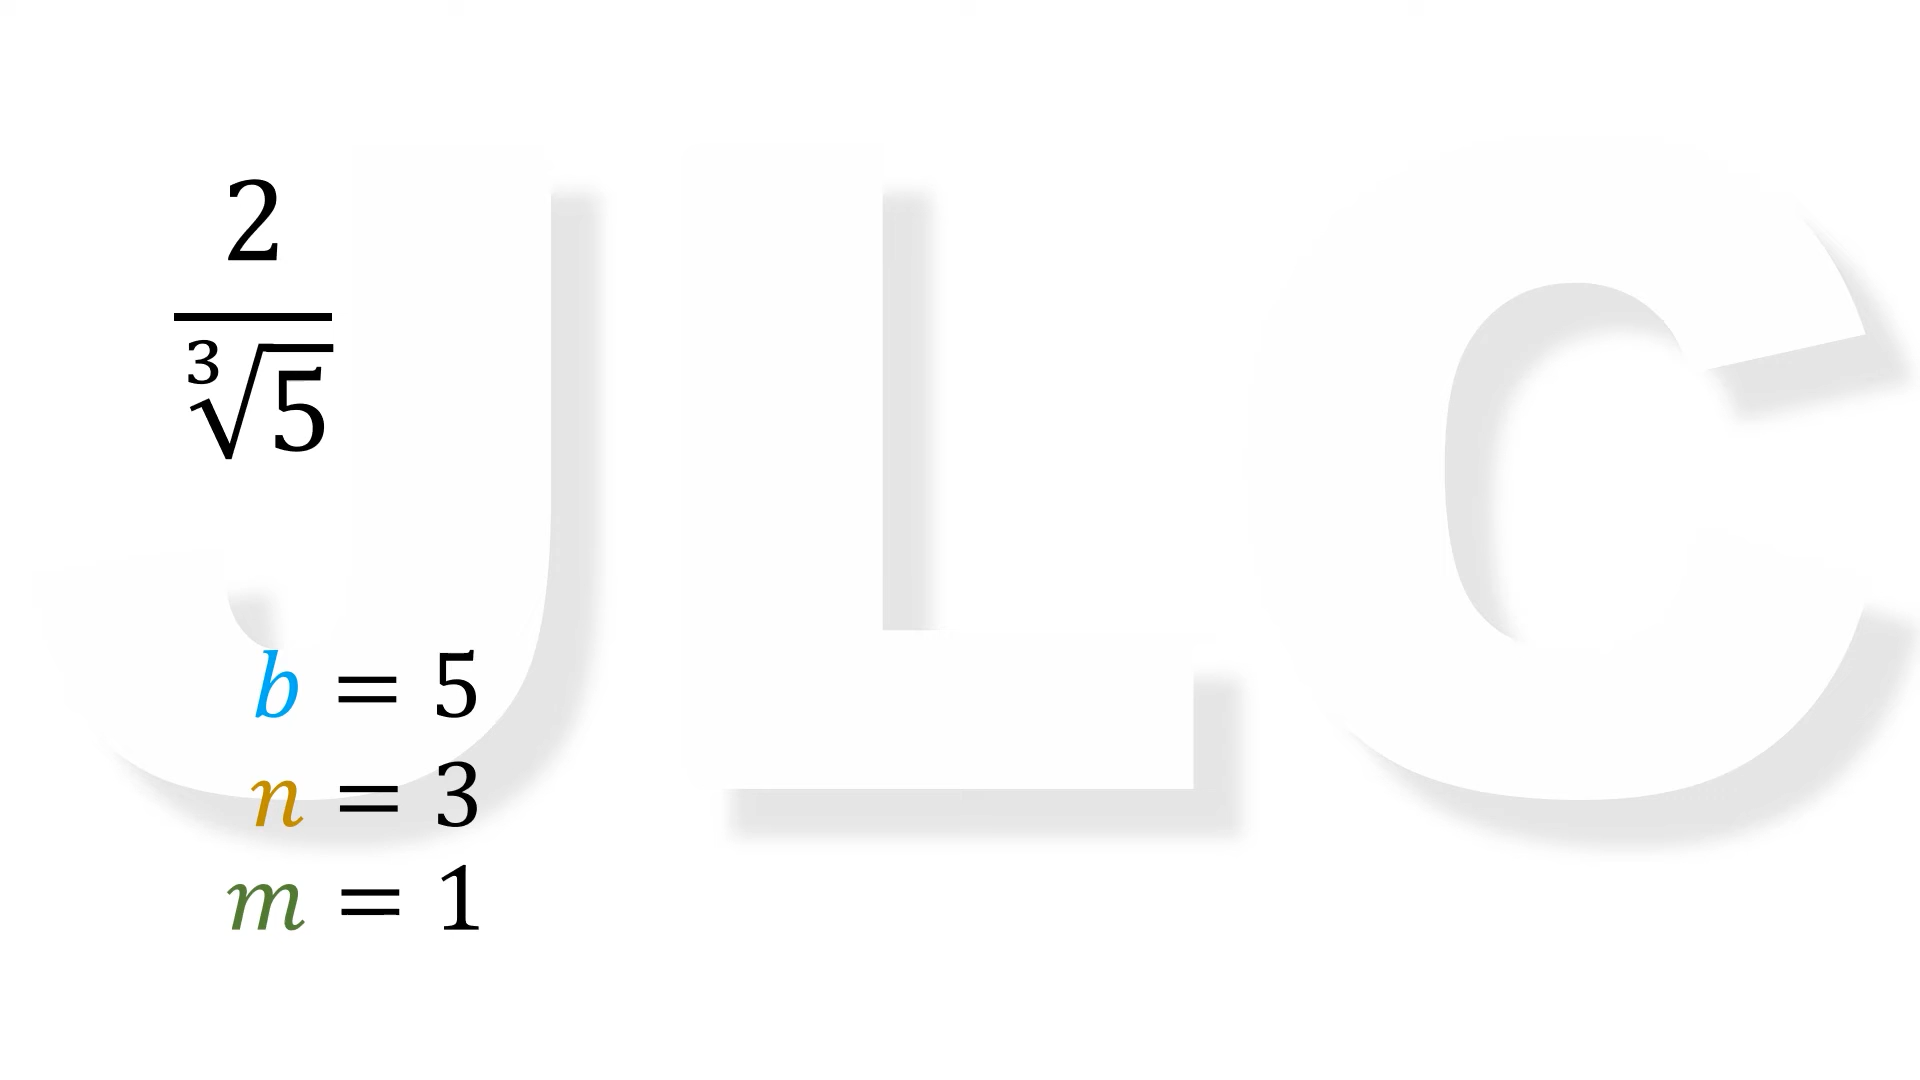 JLC
2
∛5
b = 5
n = 3
m = 1